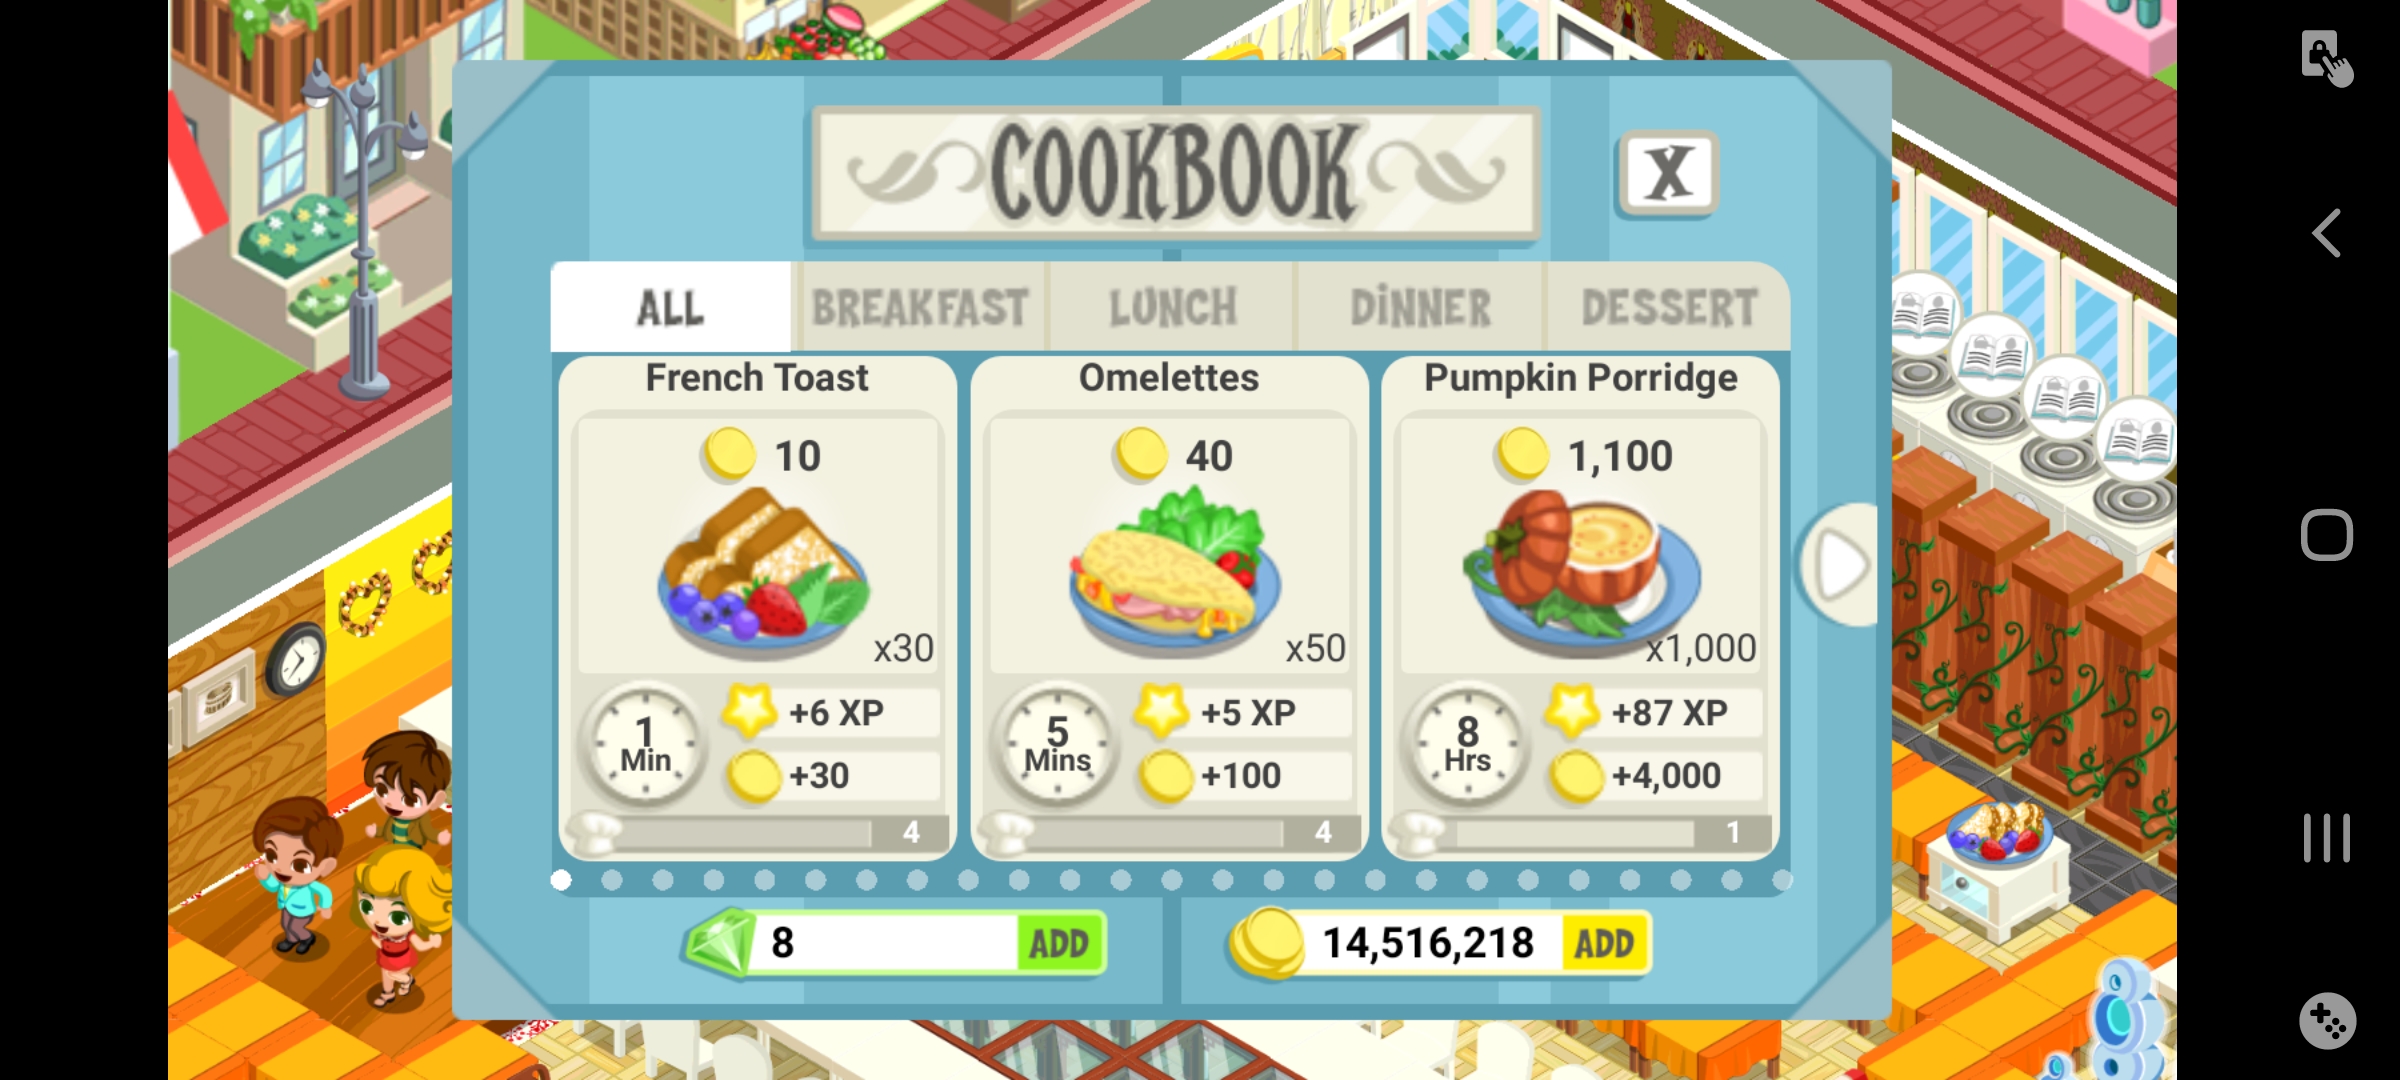 COOKBOOK
X
ALL BREAKFAST LUNCH DINNER DESSERT
French Toast
10
x30
1 Min
+6 XP
+30
4
Omelettes
40
x50
5 Mins
+5 XP
+100
4
Pumpkin Porridge
1,100
x1,000
8 Hrs
+87 XP
+4,000
1
8 ADD
14,516,218 ADD